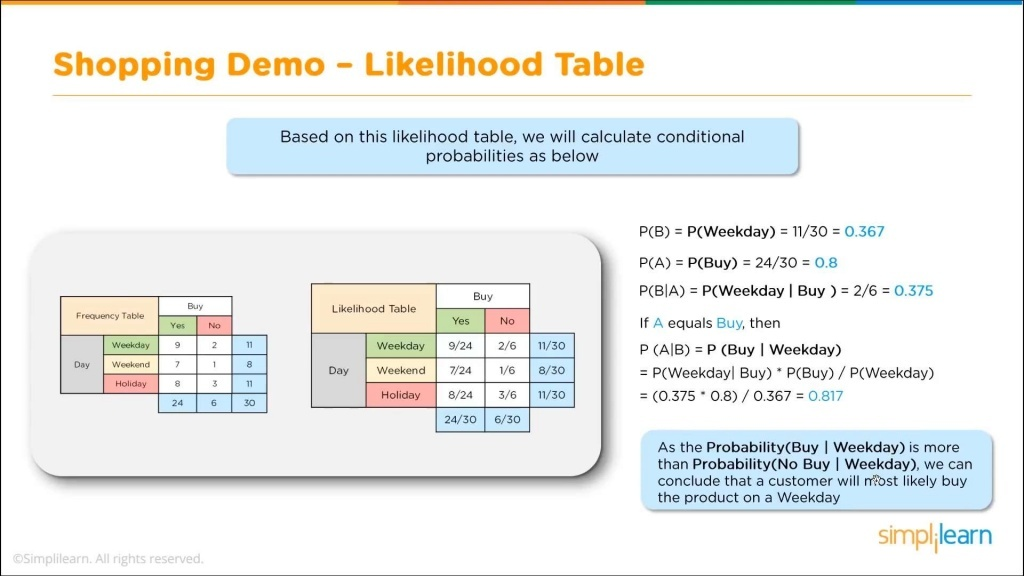 Shopping Demo – Likelihood Table
Based on this likelihood table, we will calculate conditional
probabilities as below
Frequency Table
Buy
Yes No
Day
Weekday 9 2 11
Weekend 7 1 8
Holiday 8 3 11
24 6 30
Likelihood Table
Buy
Yes No
Day
Weekday 9/24 2/6 11/30
Weekend 7/24 1/6 8/30
Holiday 8/24 3/6 11/30
24/30 6/30
P(B) = P(Weekday) = 11/30 = 0.367
P(A) = P(Buy) = 24/30 = 0.8
P(B|A) = P(Weekday | Buy ) = 2/6 = 0.375
If A equals Buy, then
P (A|B) = P (Buy | Weekday)
= P(Weekday| Buy) * P(Buy) / P(Weekday)
= (0.375 * 0.8) / 0.367 = 0.817
As the Probability(Buy | Weekday) is more
than Probability(No Buy | Weekday), we can
conclude that a customer will most likely buy
the product on a Weekday
simplilearn
©Simplilearn. All rights reserved.